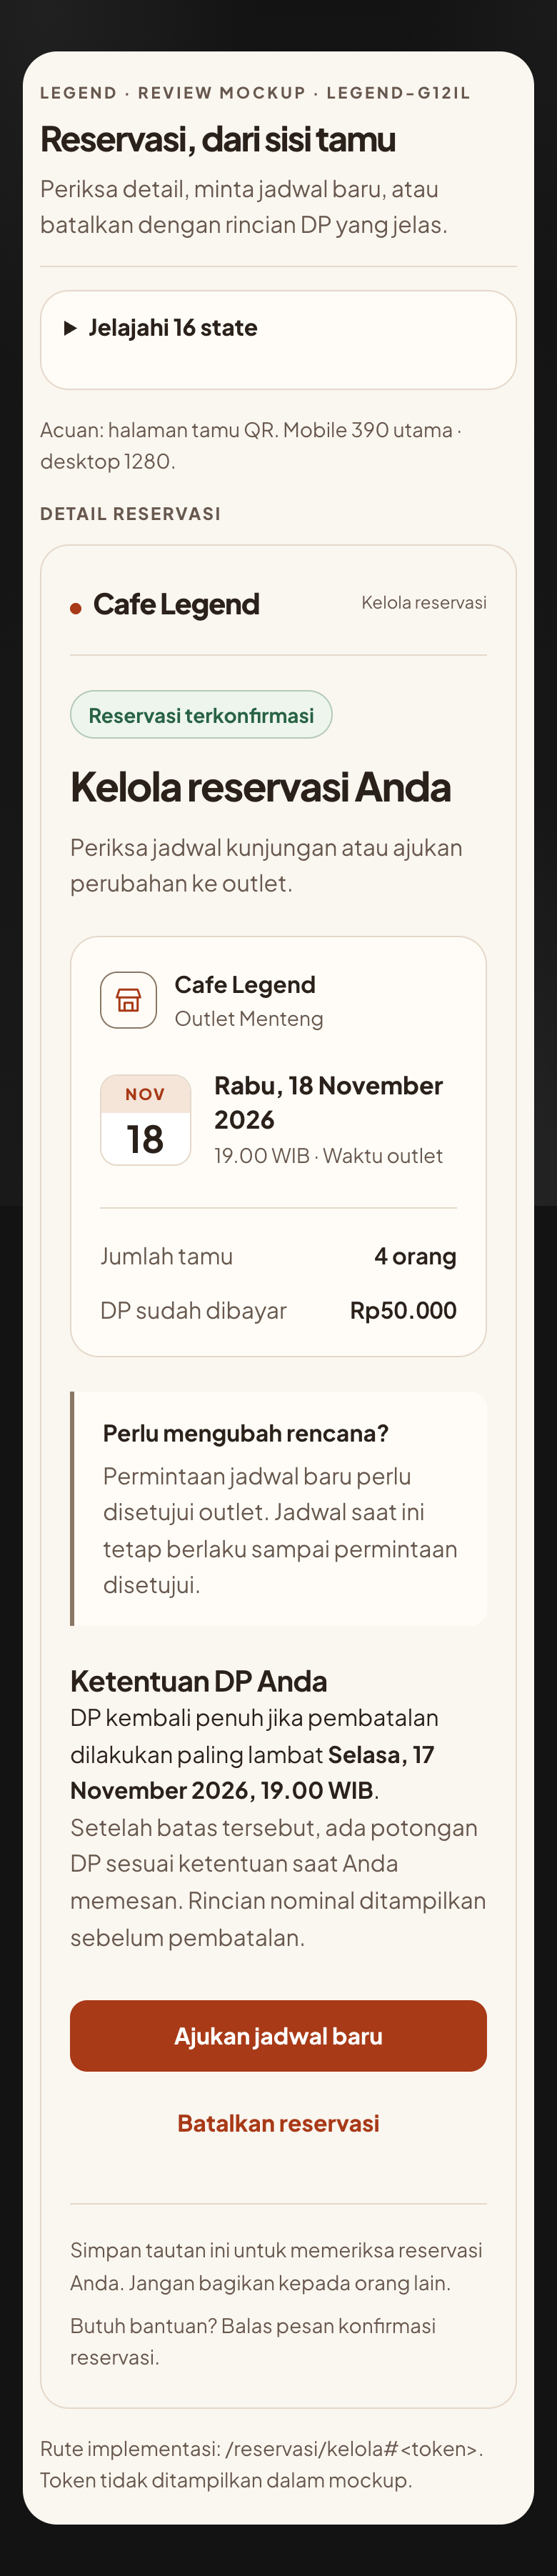 LEGEND · REVIEW MOCKUP · LEGEND-G12IL
Reservasi, dari sisi tamu
Periksa detail, minta jadwal baru, atau
batalkan dengan rincian DP yang jelas.
▶ Jelajahi 16 state
Acuan: halaman tamu QR. Mobile 390 utama ·
desktop 1280.
DETAIL RESERVASI
Cafe Legend
Kelola reservasi
Reservasi terkonfirmasi
Kelola reservasi Anda
Periksa jadwal kunjungan atau ajukan
perubahan ke outlet.
Cafe Legend
Outlet Menteng
NOV
18
Rabu, 18 November
2026
19.00 WIB · Waktu outlet
Jumlah tamu 4 orang
DP sudah dibayar Rp50.000
Perlu mengubah rencana?
Permintaan jadwal baru perlu
disetujui outlet. Jadwal saat ini
tetap berlaku sampai permintaan
disetujui.
Ketentuan DP Anda
DP kembali penuh jika pembatalan
dilakukan paling lambat Selasa, 17
November 2026, 19.00 WIB.
Setelah batas tersebut, ada potongan
DP sesuai ketentuan saat Anda
memesan. Rincian nominal ditampilkan
sebelum pembatalan.
Ajukan jadwal baru
Batalkan reservasi
Simpan tautan ini untuk memeriksa reservasi
Anda. Jangan bagikan kepada orang lain.
Butuh bantuan? Balas pesan konfirmasi
reservasi.
Rute implementasi: /reservasi/kelola#<token>.
Token tidak ditampilkan dalam mockup.